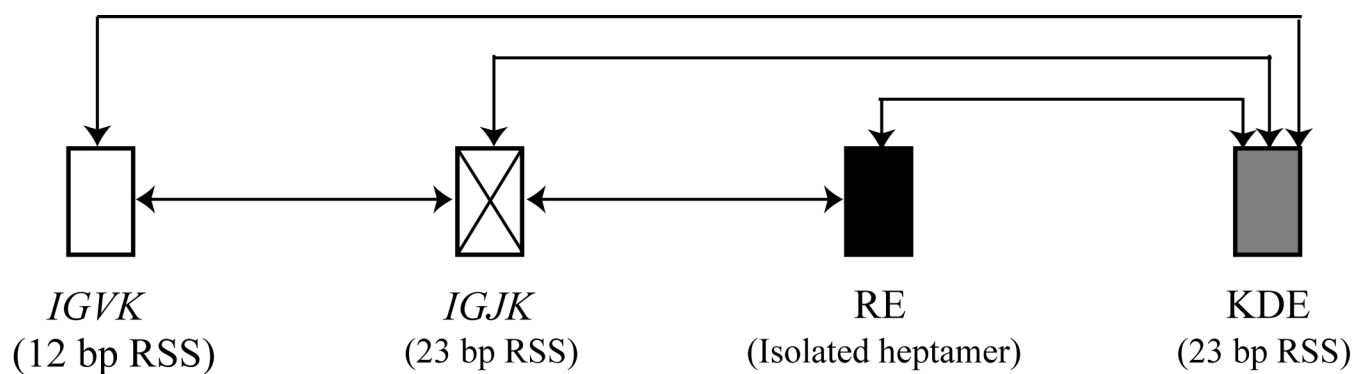 IGVK
(12 bp RSS)
IGJK
(23 bp RSS)
RE
(Isolated heptamer)
KDE
(23 bp RSS)